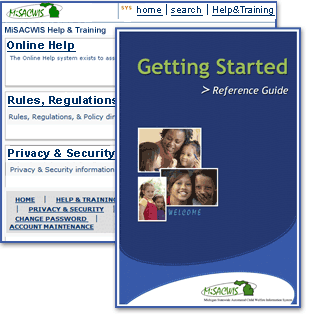 MiSACWIS
sys home | search | Help&Training
MiSACWIS Help & Training
Online Help
The Online Help system exists to ass
Rules, Regulations
Rules, Regulations, & Policy dir
Privacy & Security
Privacy & Security information
HOME | HELP & TRAINING
| PRIVACY & SECURITY |
CHANGE PASSWORD |
ACCOUNT MAINTENANCE
Getting Started
> Reference Guide
WELCOME
MiSACWIS
Michigan Statewide Automated Child Welfare Information System